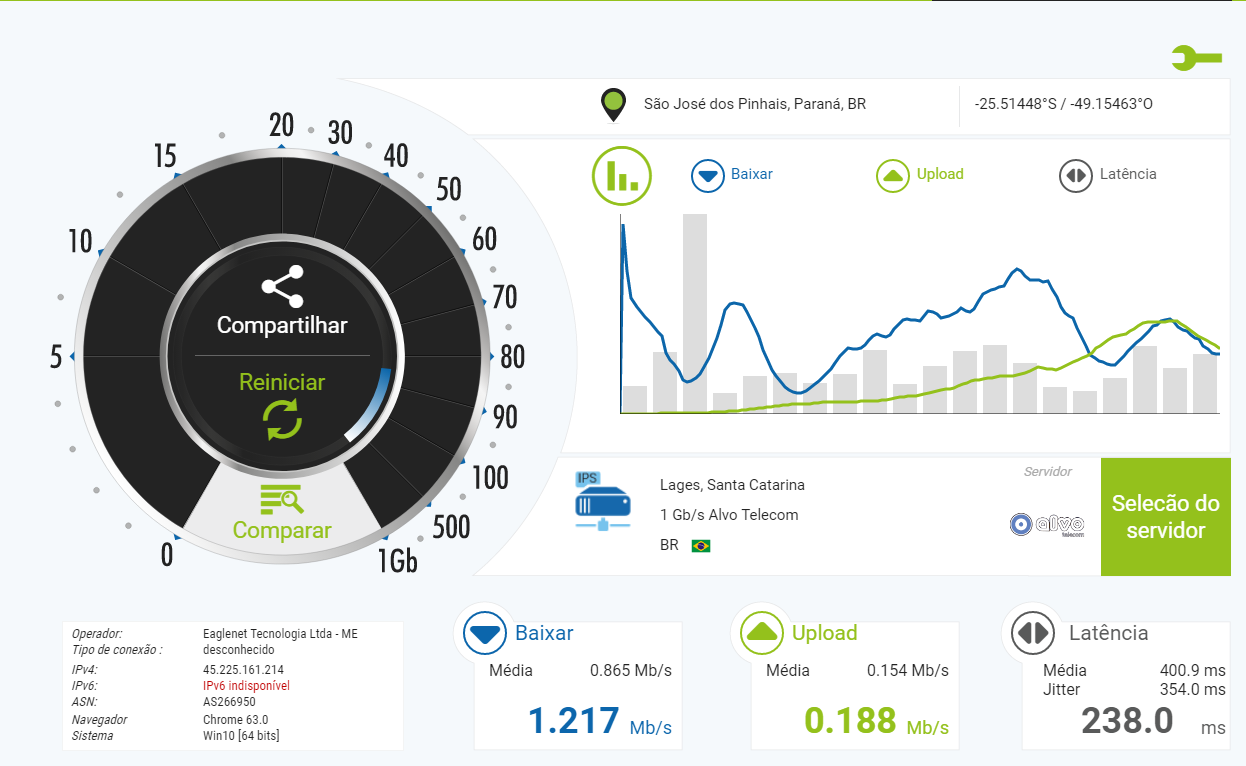 São José dos Pinhais, Paraná, BR
-25.51448°S / -49.15463°O
Baixar
Upload
Latência
0
5
10
15
20
30
40
50
60
70
80
90
100
500
1Gb
Compartilhar
Reiniciar
Comparar
IPS
Lages, Santa Catarina
1 Gb/s Alvo Telecom
BR
Servidor
alvo
telecom
Selecão do
servidor
Operador: Eaglenet Tecnologia Ltda - ME
Tipo de conexão : desconhecido
IPv4: 45.225.161.214
IPv6: IPv6 indisponível
ASN: AS266950
Navegador Chrome 63.0
Sistema Win10 [64 bits]
Baixar
Média 0.865 Mb/s
1.217 Mb/s
Upload
Média 0.154 Mb/s
0.188 Mb/s
Latência
Média 400.9 ms
Jitter 354.0 ms
238.0 ms